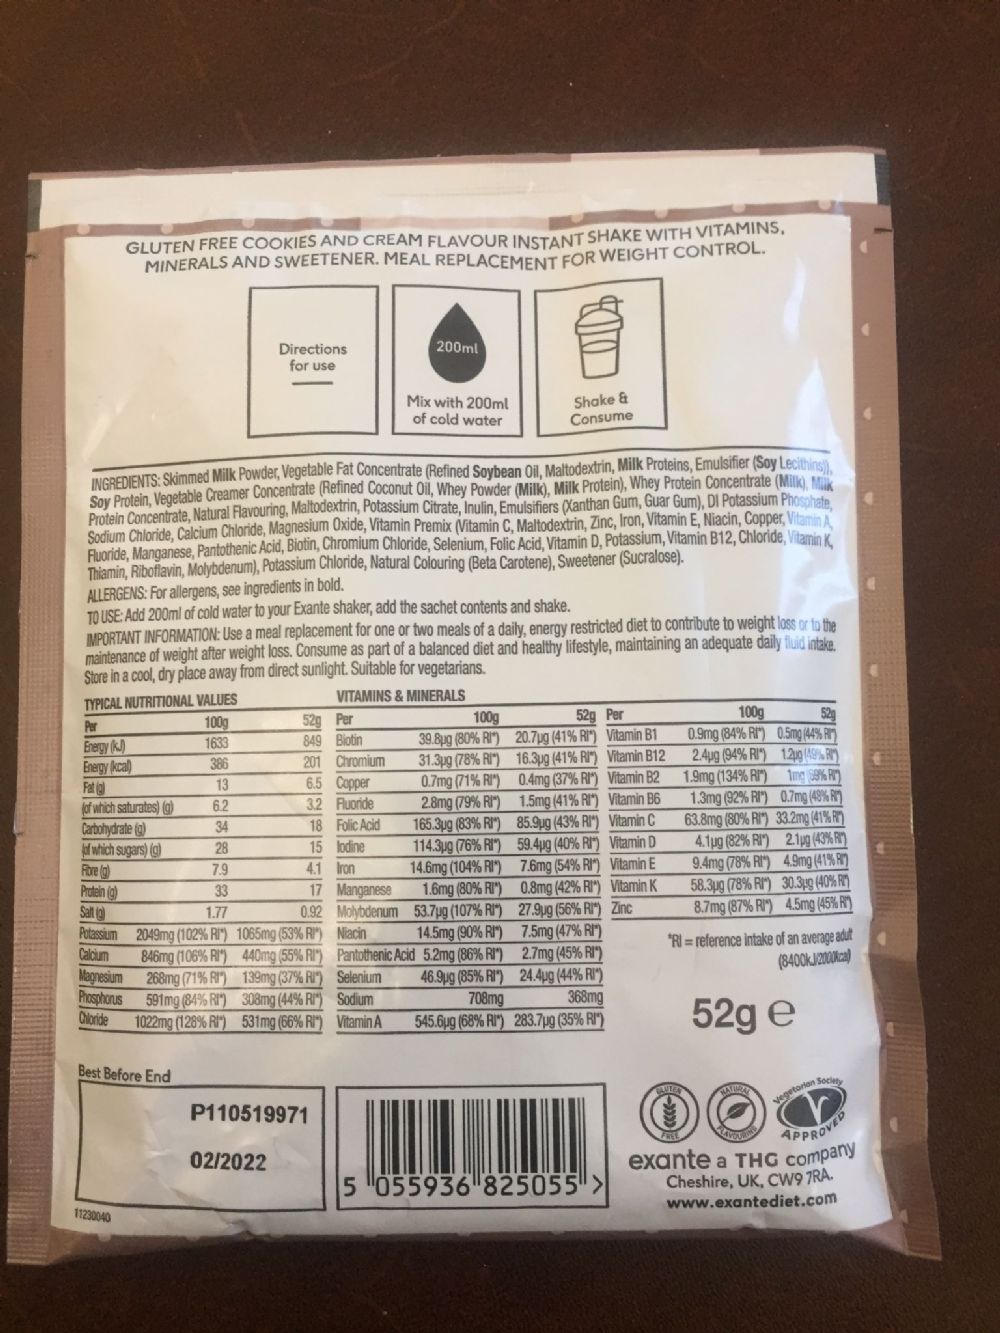 GLUTEN FREE COOKIES AND CREAM FLAVOUR INSTANT SHAKE WITH VITAMINS,
MINERALS AND SWEETENER. MEAL REPLACEMENT FOR WEIGHT CONTROL.
Directions
for use
200ml
Mix with 200ml
of cold water
Shake &
Consume
INGREDIENTS: Skimmed Milk Powder, Vegetable Fat Concentrate (Refined Soybean Oil, Maltodextrin, Milk Proteins, Emulsifier (Soy Lecithins)),
Soy Protein, Vegetable Creamer Concentrate (Refined Coconut Oil, Whey Powder (Milk), Milk Protein), Whey Protein Concentrate (Milk), Milk
Protein Concentrate, Natural Flavouring, Maltodextrin, Potassium Citrate, Inulin, Emulsifiers (Xanthan Gum, Guar Gum), DI Potassium Phosphate,
Sodium Chloride, Calcium Chloride, Magnesium Oxide, Vitamin Premix (Vitamin C, Maltodextrin, Zinc, Iron, Vitamin E, Niacin, Copper, Vitamin A,
Fluoride, Manganese, Pantothenic Acid, Biotin, Chromium Chloride, Selenium, Folic Acid, Vitamin D, Potassium, Vitamin B12, Chloride, Vitamin K,
Thiamin, Riboflavin, Molybdenum), Potassium Chloride, Natural Colouring (Beta Carotene), Sweetener (Sucralose).
ALLERGENS: For allergens, see ingredients in bold.
TO USE: Add 200ml of cold water to your Exante shaker, add the sachet contents and shake.
IMPORTANT INFORMATION: Use a meal replacement for one or two meals of a daily, energy restricted diet to contribute to weight loss or to the
maintenance of weight after weight loss. Consume as part of a balanced diet and healthy lifestyle, maintaining an adequate daily fluid intake.
Store in a cool, dry place away from direct sunlight. Suitable for vegetarians.
TYPICAL NUTRITIONAL VALUES
Per 100g 52g
Energy (kJ) 1633 849
Energy (kcal) 386 201
Fat (g) 13 6.5
(of which saturates) (g) 6.2 3.2
Carbohydrate (g) 34 18
(of which sugars) (g) 28 15
Fibre (g) 7.9 4.1
Protein (g) 33 17
Salt (g) 1.77 0.92
Potassium 2049mg (102% RI*) 1065mg (53% RI*)
Calcium 846mg (106% RI*) 440mg (55% RI*)
Magnesium 268mg (71% RI*) 139mg (37% RI*)
Phosphorus 591mg (84% RI*) 308mg (44% RI*)
Chloride 1022mg (128% RI*) 531mg (66% RI*)
VITAMINS & MINERALS
Per 100g 52g
Biotin 39.8µg (80% RI*) 20.7µg (41% RI*)
Chromium 31.3µg (78% RI*) 16.3µg (41% RI*)
Copper 0.7mg (71% RI*) 0.4mg (37% RI*)
Fluoride 2.8mg (79% RI*) 1.5mg (41% RI*)
Folic Acid 165.3µg (83% RI*) 85.9µg (43% RI*)
Iodine 114.3µg (76% RI*) 59.4µg (40% RI*)
Iron 14.6mg (104% RI*) 7.6mg (54% RI*)
Manganese 1.6mg (80% RI*) 0.8mg (42% RI*)
Molybdenum 53.7µg (107% RI*) 27.9µg (56% RI*)
Niacin 14.5mg (90% RI*) 7.5mg (47% RI*)
Pantothenic Acid 5.2mg (86% RI*) 2.7mg (45% RI*)
Selenium 46.9µg (85% RI*) 24.4µg (44% RI*)
Sodium 708mg 368mg
Vitamin A 545.6µg (68% RI*) 283.7µg (35% RI*)
Per 100g 52g
Vitamin B1 0.9mg (84% RI*) 0.5mg (44% RI*)
Vitamin B12 2.4µg (94% RI*) 1.2µg (49% RI*)
Vitamin B2 1.9mg (134% RI*) 1mg (69% RI*)
Vitamin B6 1.3mg (92% RI*) 0.7mg (48% RI*)
Vitamin C 63.8mg (80% RI*) 33.2mg (41% RI*)
Vitamin D 4.1µg (82% RI*) 2.1µg (43% RI*)
Vitamin E 9.4mg (78% RI*) 4.9mg (41% RI*)
Vitamin K 58.3µg (78% RI*) 30.3µg (40% RI*)
Zinc 8.7mg (87% RI*) 4.5mg (45% RI*)
*RI = reference intake of an average adult
(8400kJ/2000kcal)
52g e
Best Before End
P110519971
02/2022
11230040
5 055936 825055 >
GLUTEN
FREE
NATURAL
FLAVOURING
Vegetarian Society
APPROVED
exante a THG company
Cheshire, UK, CW9 7RA.
www.exantediet.com